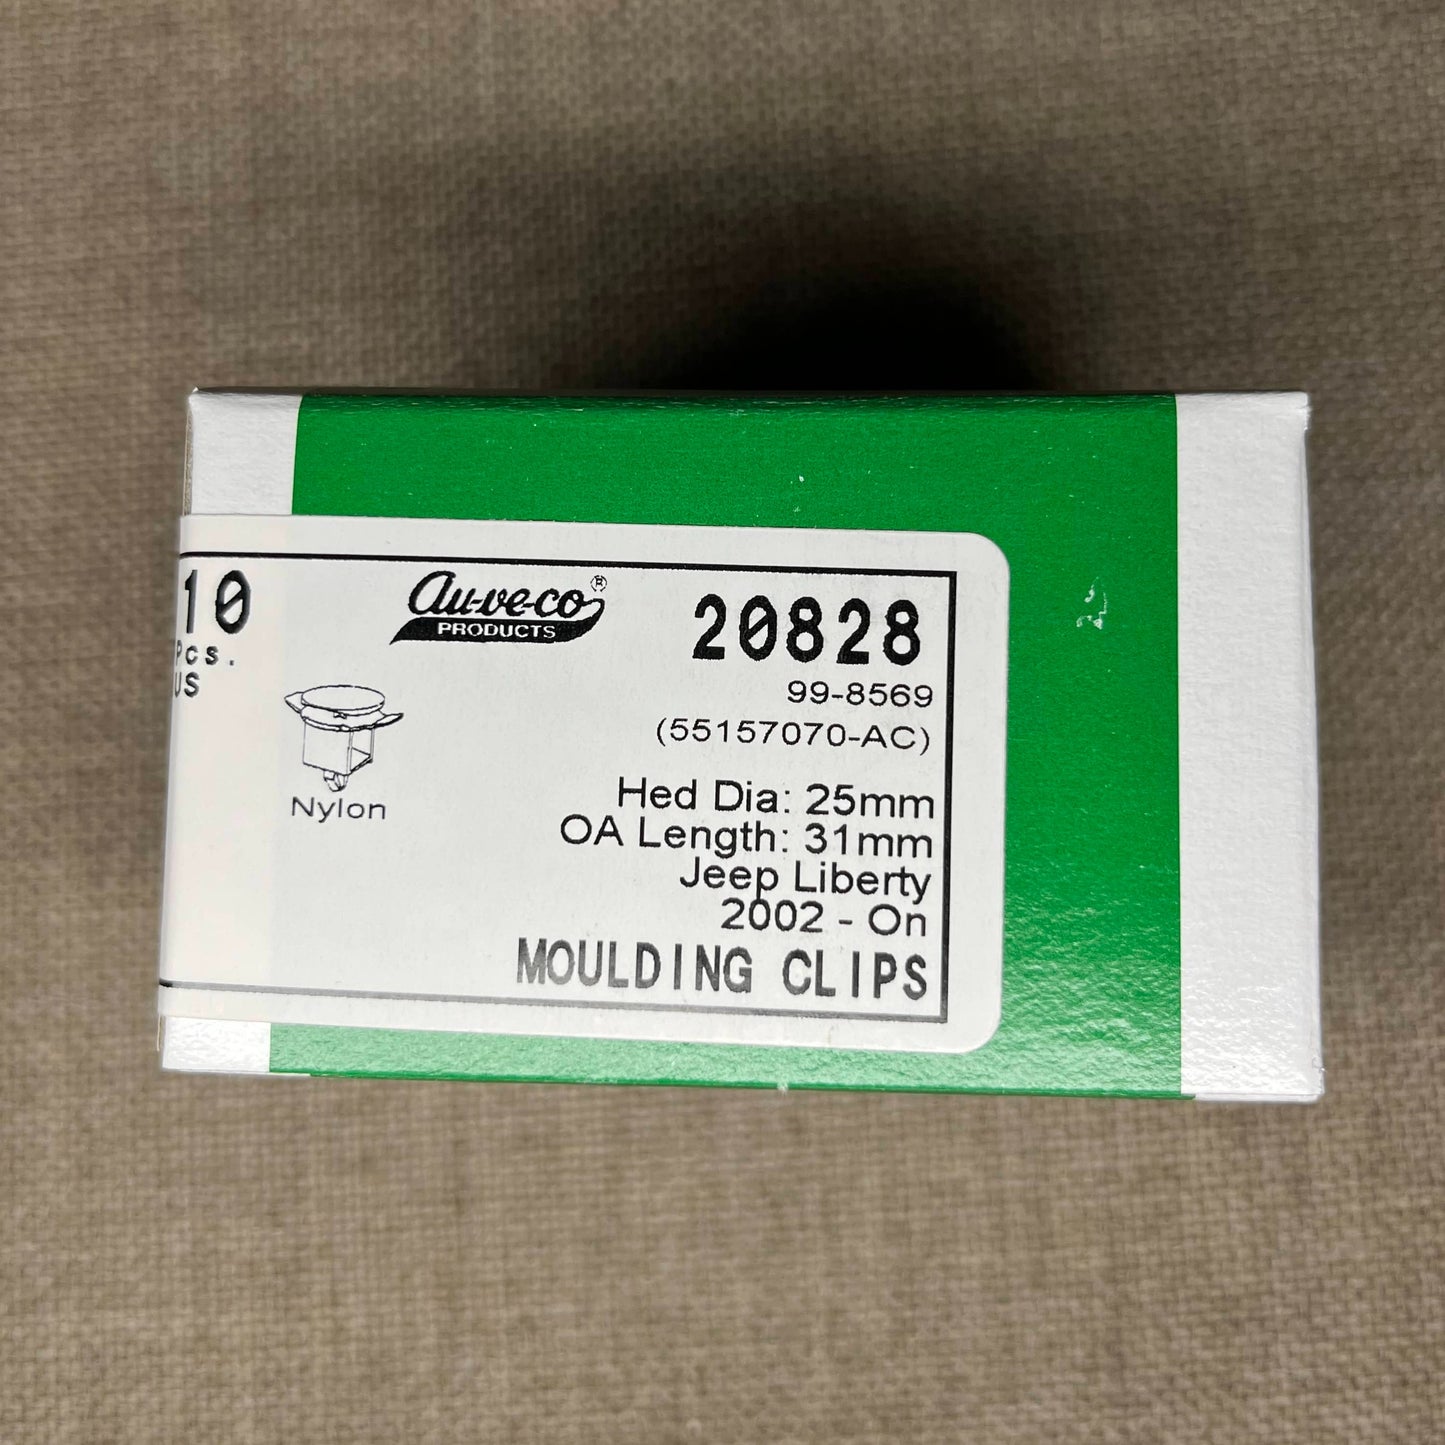 10
Pcs.
US
Au-ve-co®
PRODUCTS
Nylon
20828
99-8569
(55157070-AC)
Hed Dia: 25mm
OA Length: 31mm
Jeep Liberty
2002 - On
MOULDING CLIPS